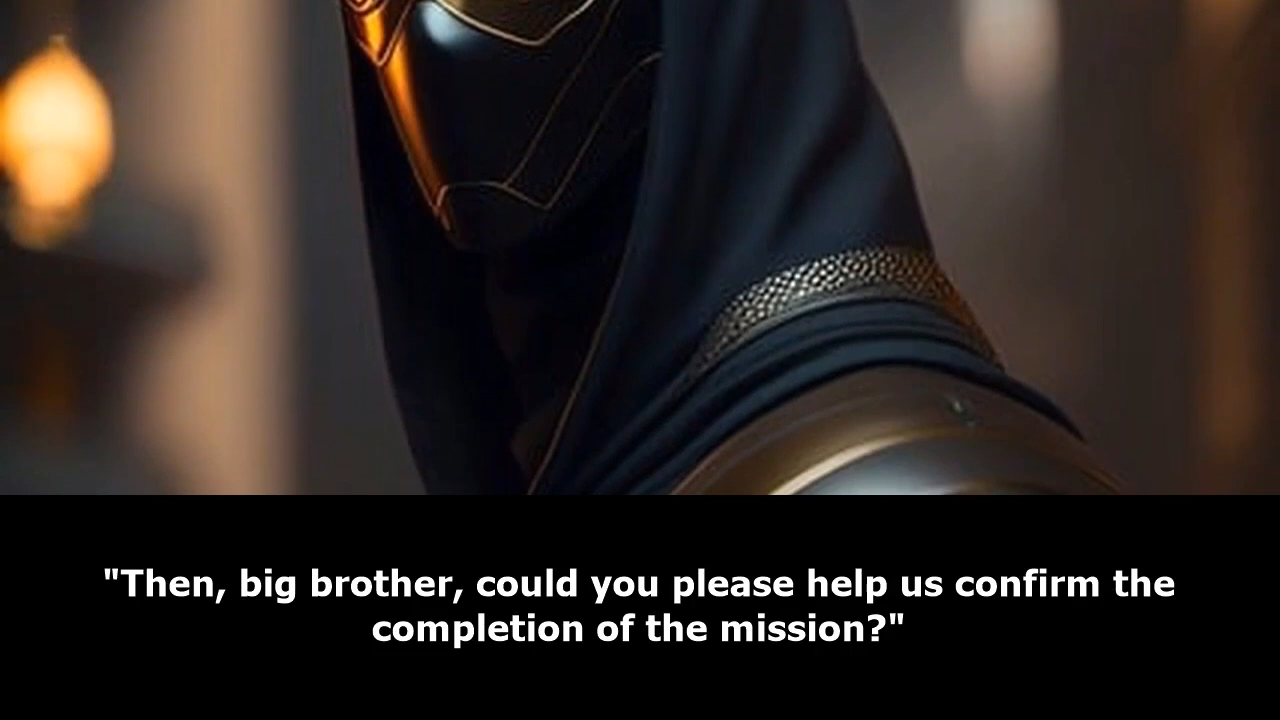 "Then, big brother, could you please help us confirm the
completion of the mission?"